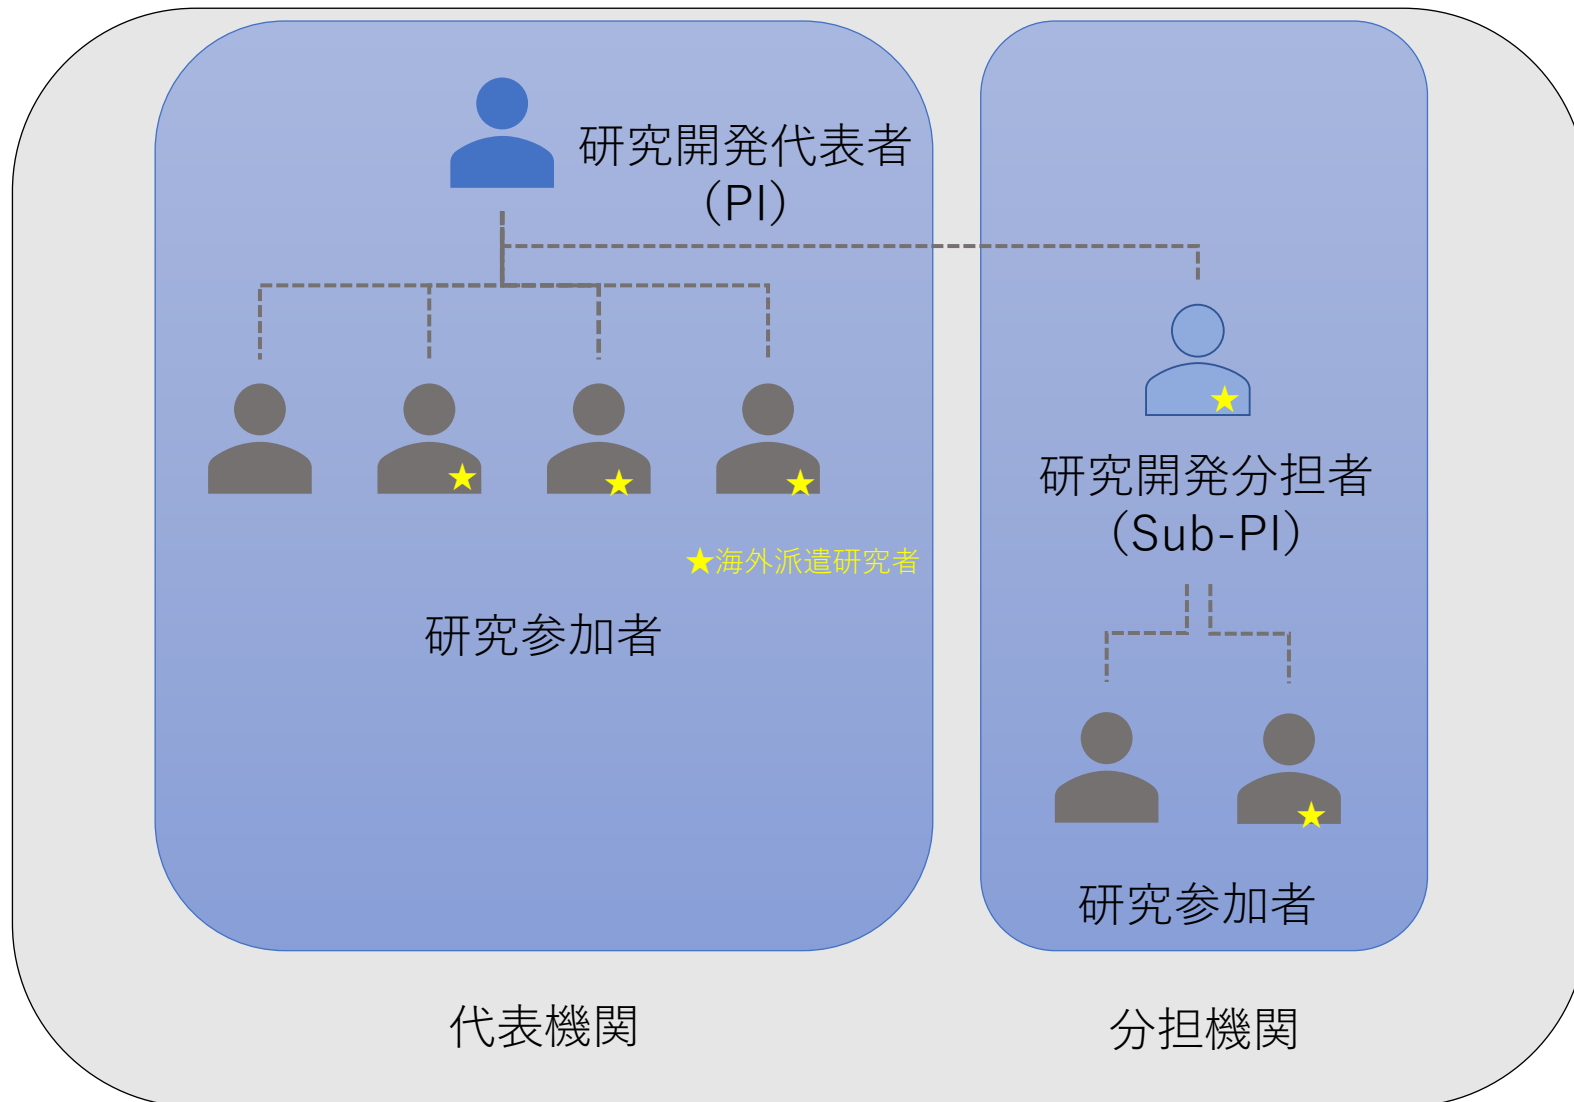 研究開発代表者
（PI）
★海外派遣研究者
研究参加者
代表機関
研究開発分担者
（Sub-PI）
研究参加者
分担機関